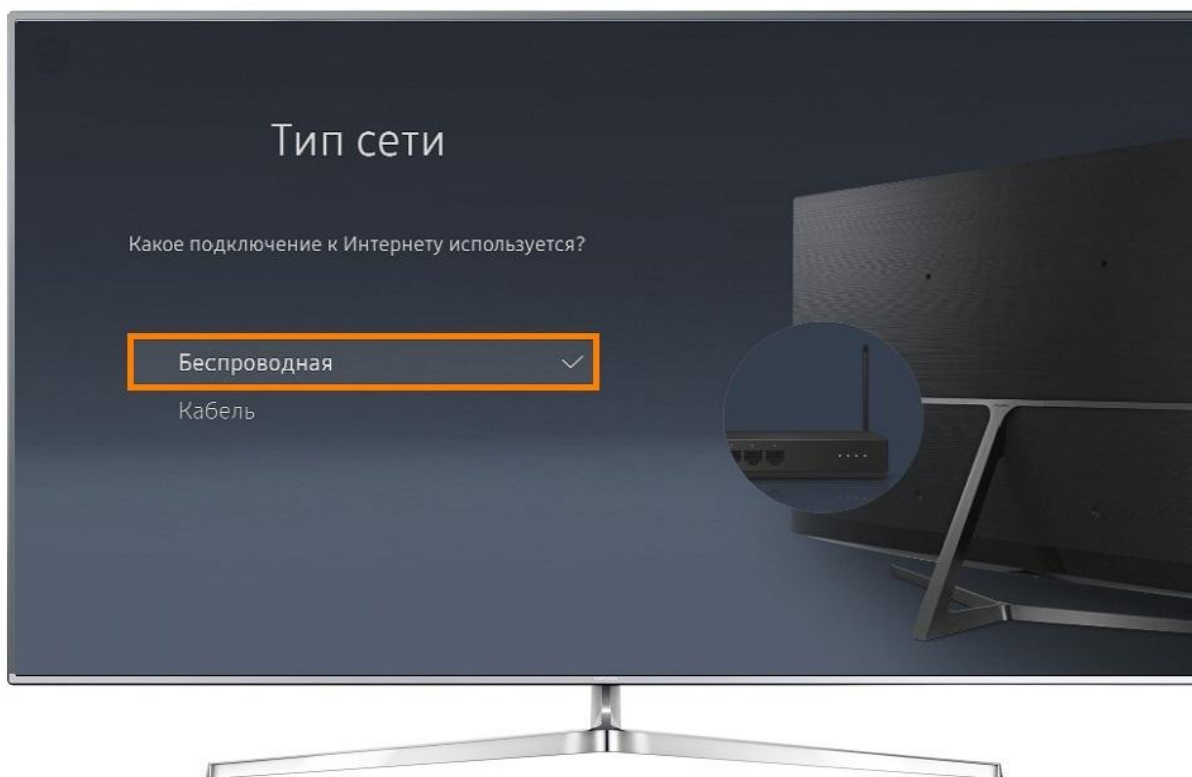 Тип сети
Какое подключение к Интернету используется?
Беспроводная
Кабель